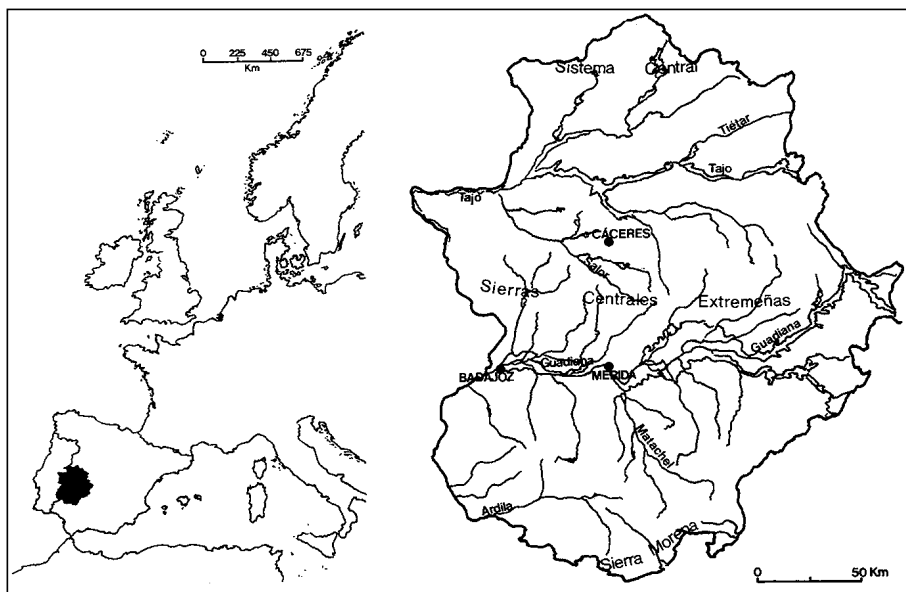 0 225 450 675
Km
Sistema Central
Tiétar
Tajo
Tajo
CÁCERES
Salor
Sierras Centrales Extremeñas
Guadiana
Guadiana
BADAJOZ
MÉRIDA
Matachel
Ardila
Sierra Morena
0 50 Km